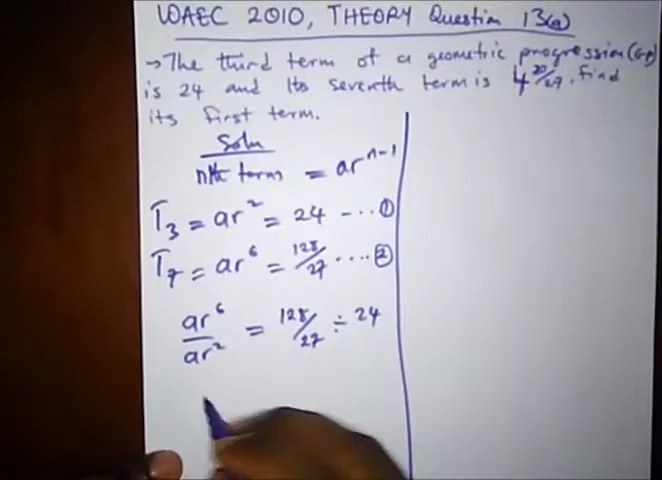 WAEC 2010, THEORY Question 13(a)
→The third term of a geometric progression (GP)
is 24 and its seventh term is 4 20/27. Find
its first term.
Soln
nth term = ar^n-1
T3 = ar^2 = 24 --- ... ①
T7 = ar^6 = 128/27 .... ②
ar^6/ar^2 = 128/27 ÷ 24